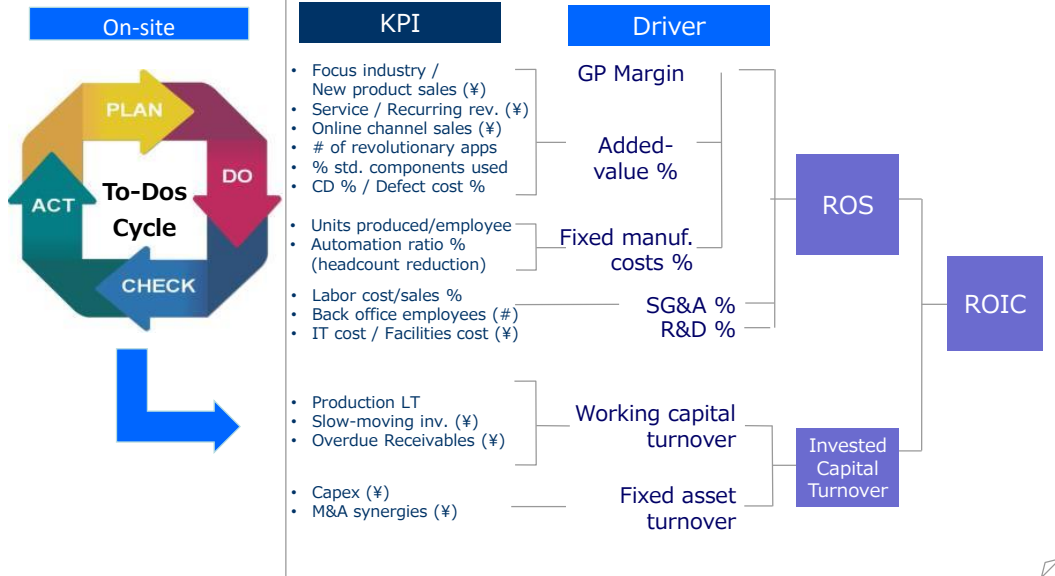 On-site
KPI
Driver
PLAN
DO
CHECK
ACT
To-Dos
Cycle
• Focus industry /
New product sales (¥)
• Service / Recurring rev. (¥)
• Online channel sales (¥)
• # of revolutionary apps
• % std. components used
• CD % / Defect cost %
• Units produced/employee
• Automation ratio %
(headcount reduction)
• Labor cost/sales %
• Back office employees (#)
• IT cost / Facilities cost (¥)
• Production LT
• Slow-moving inv. (¥)
• Overdue Receivables (¥)
• Capex (¥)
• M&A synergies (¥)
GP Margin
Added-
value %
Fixed manuf.
costs %
SG&A %
R&D %
Working capital
turnover
Fixed asset
turnover
ROS
Invested
Capital
Turnover
ROIC